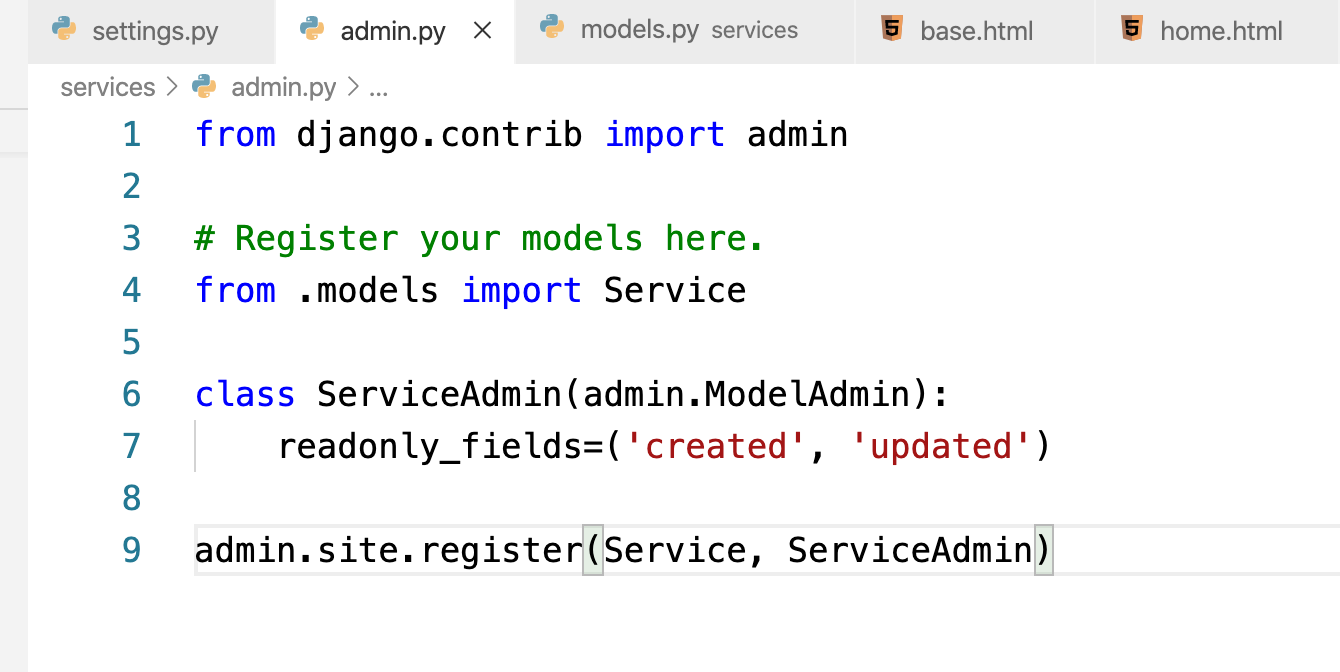 settings.py admin.py × models.py services base.html home.html
services > admin.py > ...
1 from django.contrib import admin
2
3 # Register your models here.
4 from .models import Service
5
6 class ServiceAdmin(admin.ModelAdmin):
7     readonly_fields=('created', 'updated')
8
9 admin.site.register(Service, ServiceAdmin)